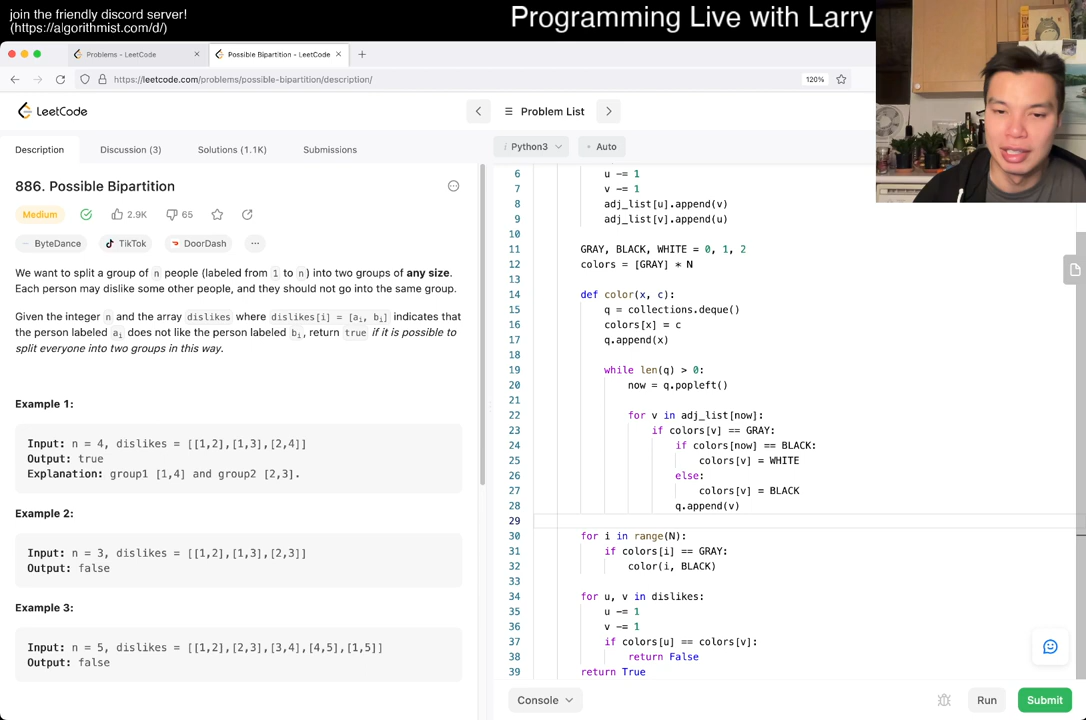 join the friendly discord server!
(https://algorithmist.com/d/)
Programming Live with Larry
Problems - LeetCode
Possible Bipartition - LeetCode
https://leetcode.com/problems/possible-bipartition/description/
120%
LeetCode
Problem List
Description
Discussion (3)
Solutions (1.1K)
Submissions
886. Possible Bipartition
Medium
2.9K
65
ByteDance
TikTok
DoorDash
We want to split a group of n people (labeled from 1 to n) into two groups of any size.
Each person may dislike some other people, and they should not go into the same group.
Given the integer n and the array dislikes where dislikes[i] = [ai, bi] indicates that
the person labeled ai does not like the person labeled bi, return true if it is possible to
split everyone into two groups in this way.
Example 1:
Input: n = 4, dislikes = [[1,2],[1,3],[2,4]]
Output: true
Explanation: group1 [1,4] and group2 [2,3].
Example 2:
Input: n = 3, dislikes = [[1,2],[1,3],[2,3]]
Output: false
Example 3:
Input: n = 5, dislikes = [[1,2],[2,3],[3,4],[4,5],[1,5]]
Output: false
i Python3
Auto
6 u -= 1
7 v -= 1
8 adj_list[u].append(v)
9 adj_list[v].append(u)
10
11 GRAY, BLACK, WHITE = 0, 1, 2
12 colors = [GRAY] * N
13
14 def color(x, c):
15 q = collections.deque()
16 colors[x] = c
17 q.append(x)
18
19 while len(q) > 0:
20 now = q.popleft()
21
22 for v in adj_list[now]:
23 if colors[v] == GRAY:
24 if colors[now] == BLACK:
25 colors[v] = WHITE
26 else:
27 colors[v] = BLACK
28 q.append(v)
29
30 for i in range(N):
31 if colors[i] == GRAY:
32 color(i, BLACK)
33
34 for u, v in dislikes:
35 u -= 1
36 v -= 1
37 if colors[u] == colors[v]:
38 return False
39 return True
Console
Run
Submit